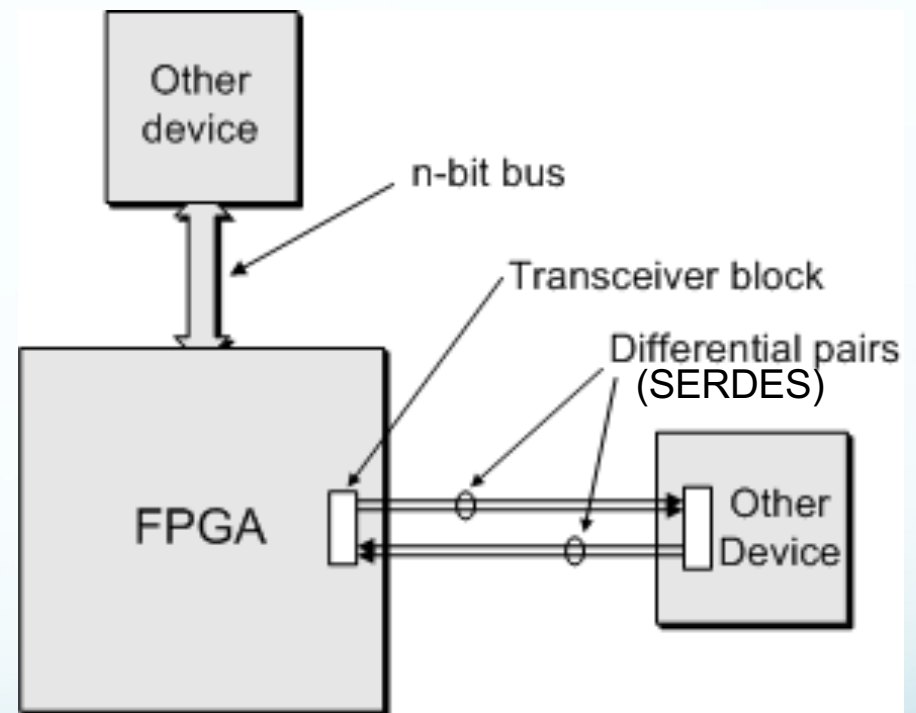 Other
device
n-bit bus
Transceiver block
Differential pairs
(SERDES)
FPGA
Other
Device